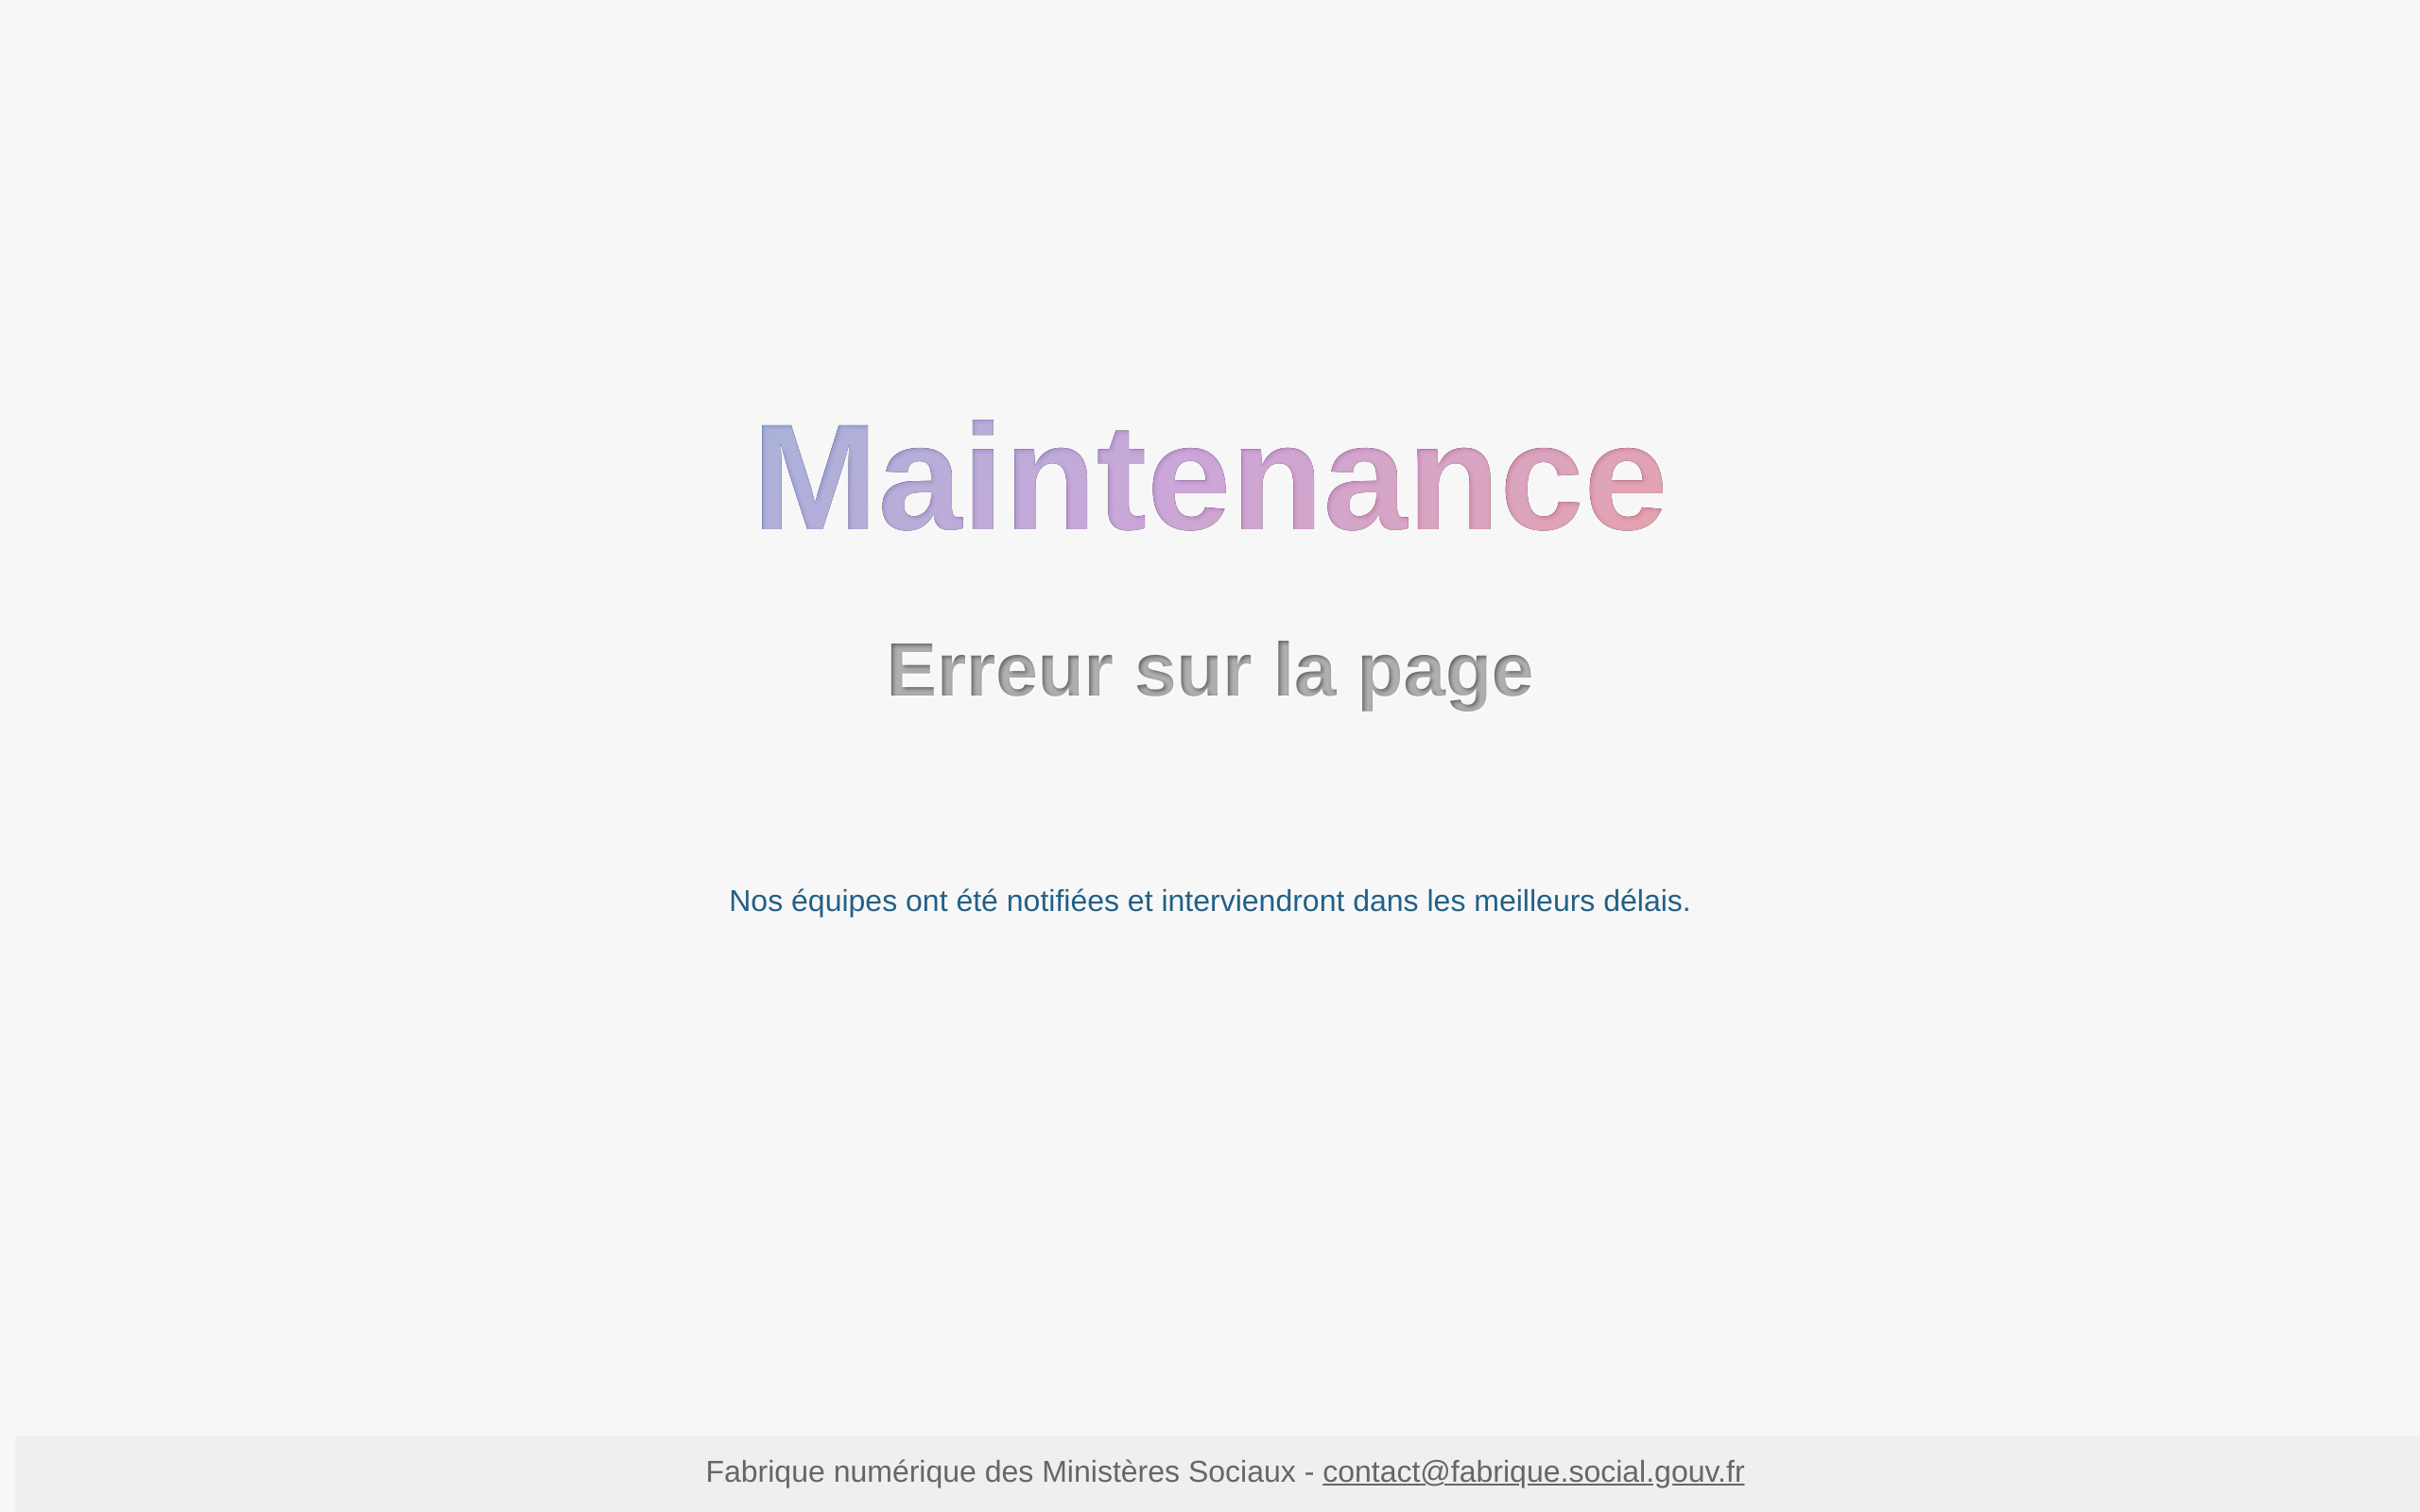 Maintenance
Erreur sur la page
Nos équipes ont été notifiées et interviendront dans les meilleurs délais.
Fabrique numérique des Ministères Sociaux - contact@fabrique.social.gouv.fr